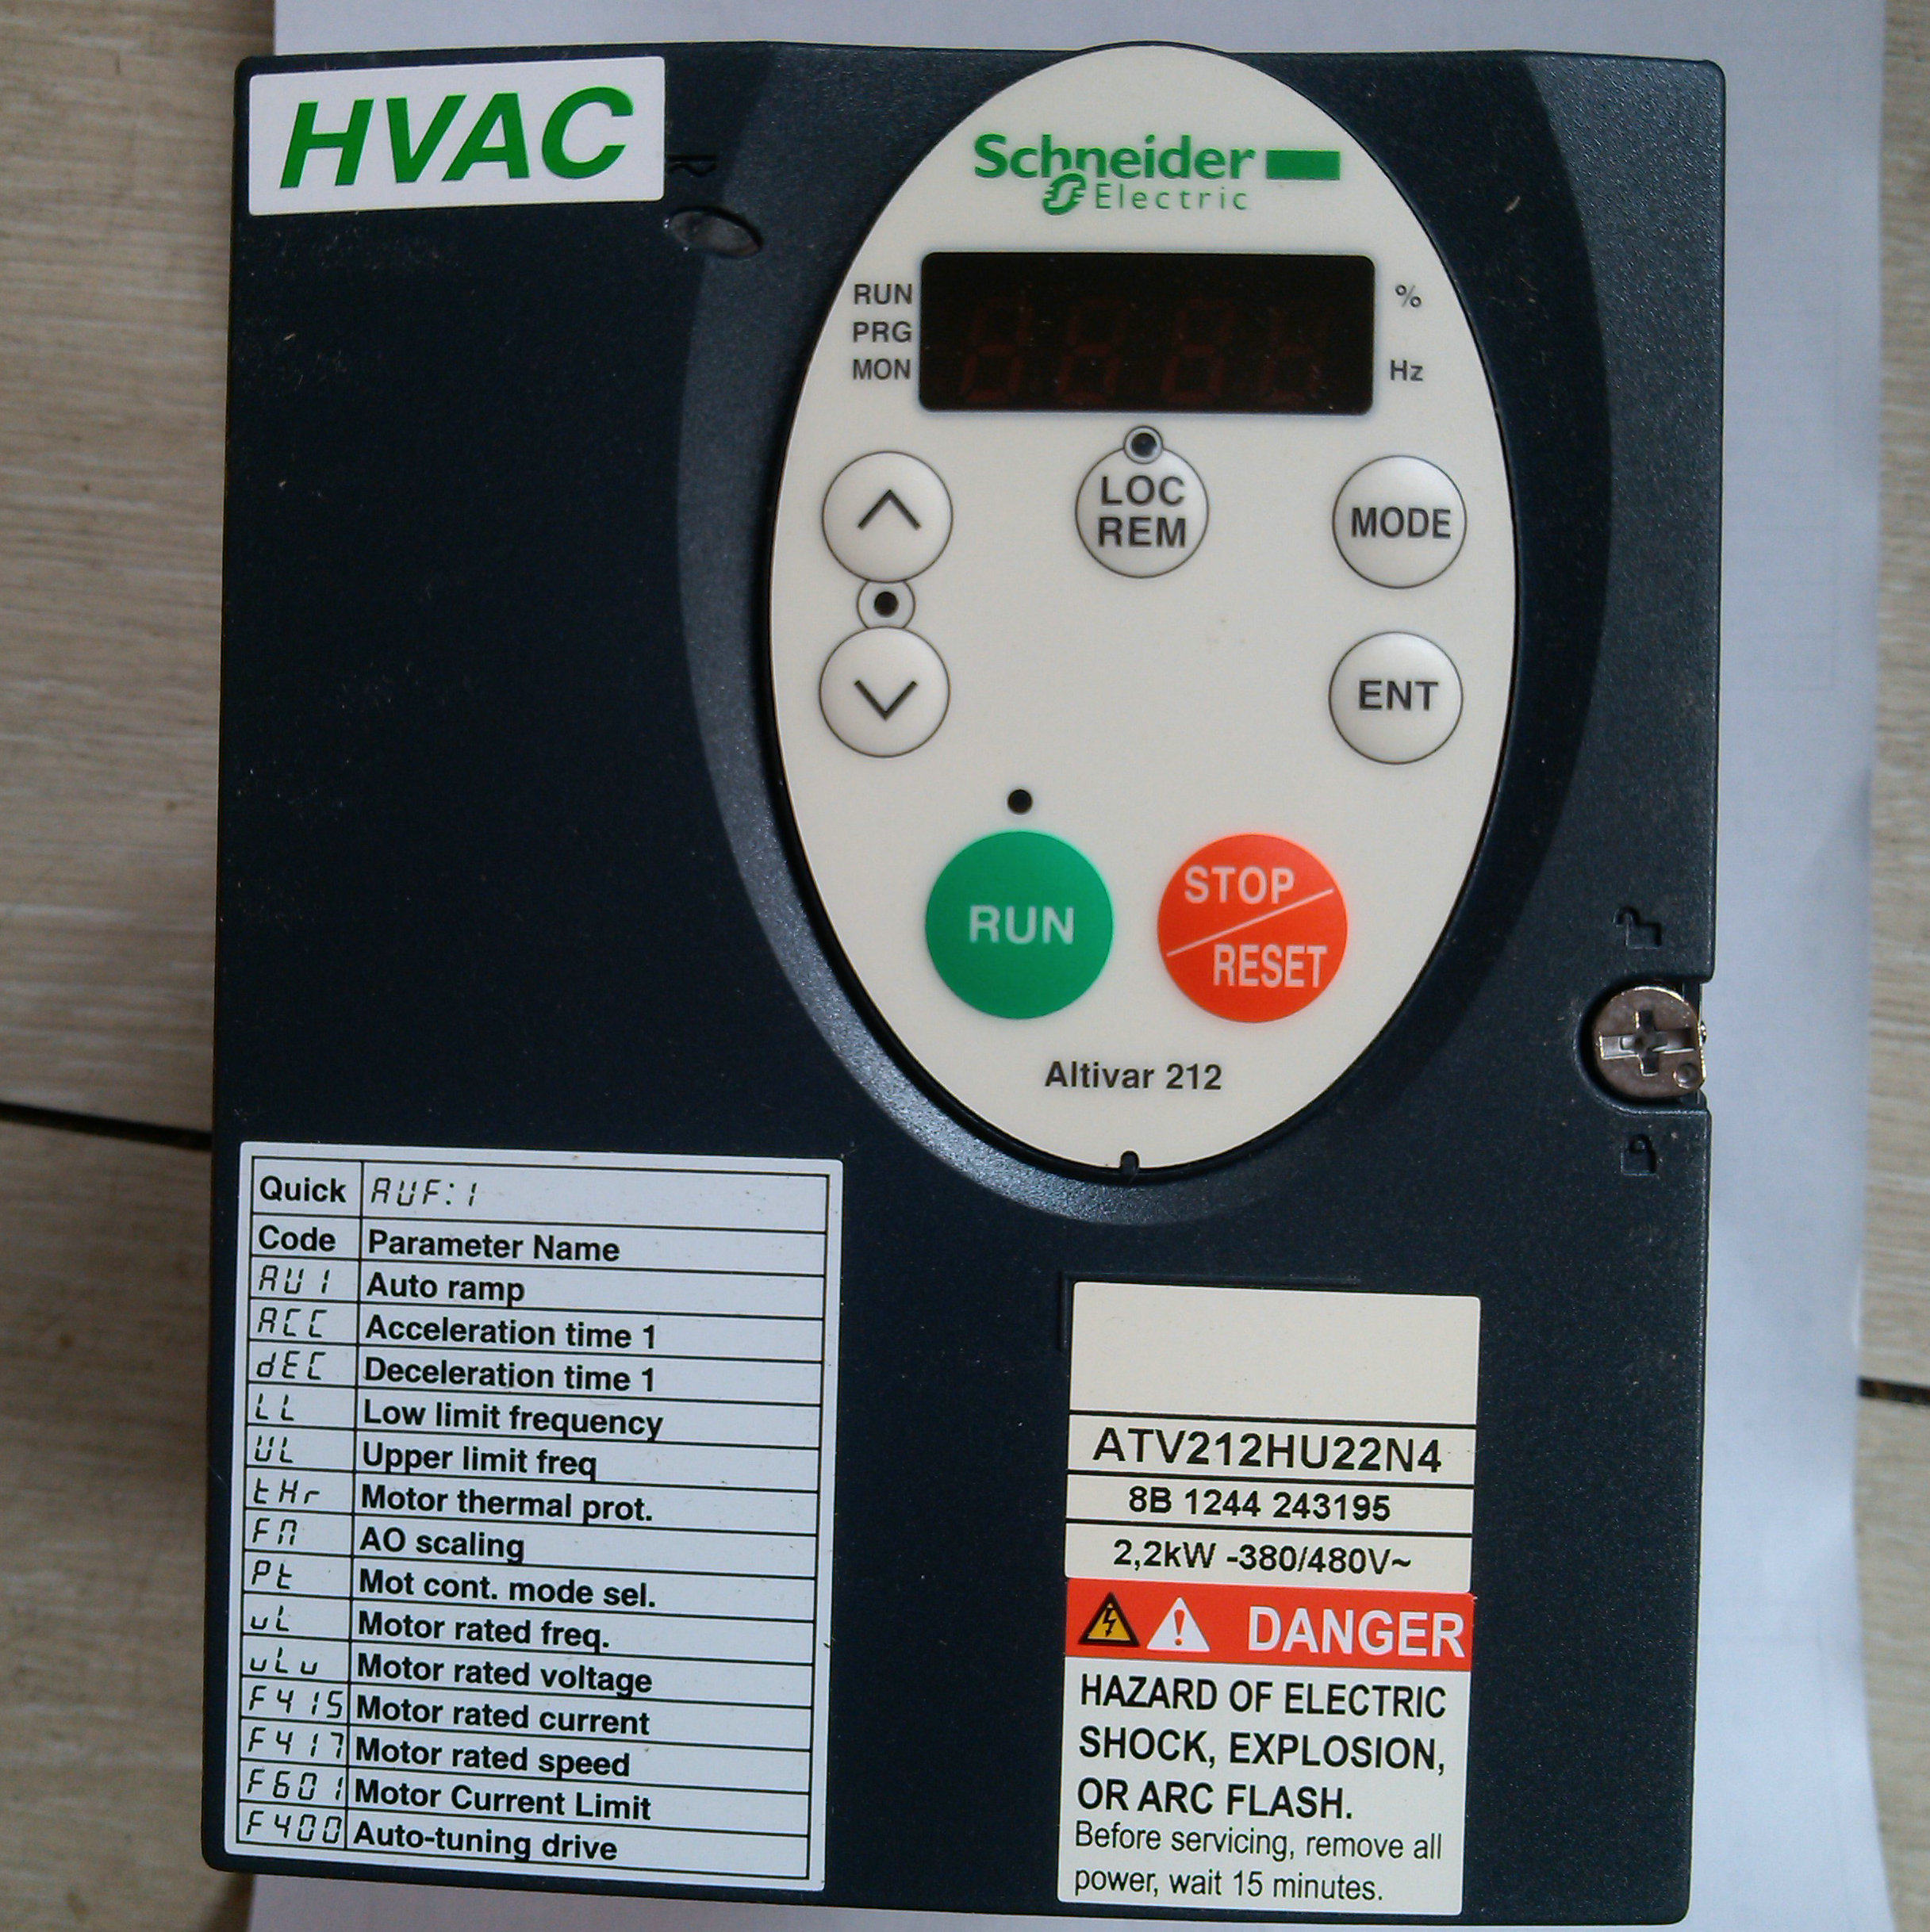 HVAC
Schneider
Electric
RUN
PRG
MON
%
Hz
LOC
REM
MODE
ENT
RUN
STOP
RESET
Altivar 212
Quick AUF:1
Code Parameter Name
AU1 Auto ramp
ACC Acceleration time 1
dEC Deceleration time 1
LL Low limit frequency
UL Upper limit freq
tHr Motor thermal prot.
FM AO scaling
Pt Mot cont. mode sel.
uL Motor rated freq.
uLu Motor rated voltage
F415 Motor rated current
F417 Motor rated speed
F601 Motor Current Limit
F400 Auto-tuning drive
ATV212HU22N4
8B 1244 243195
2,2kW -380/480V~
DANGER
HAZARD OF ELECTRIC
SHOCK, EXPLOSION,
OR ARC FLASH.
Before servicing, remove all
power, wait 15 minutes.